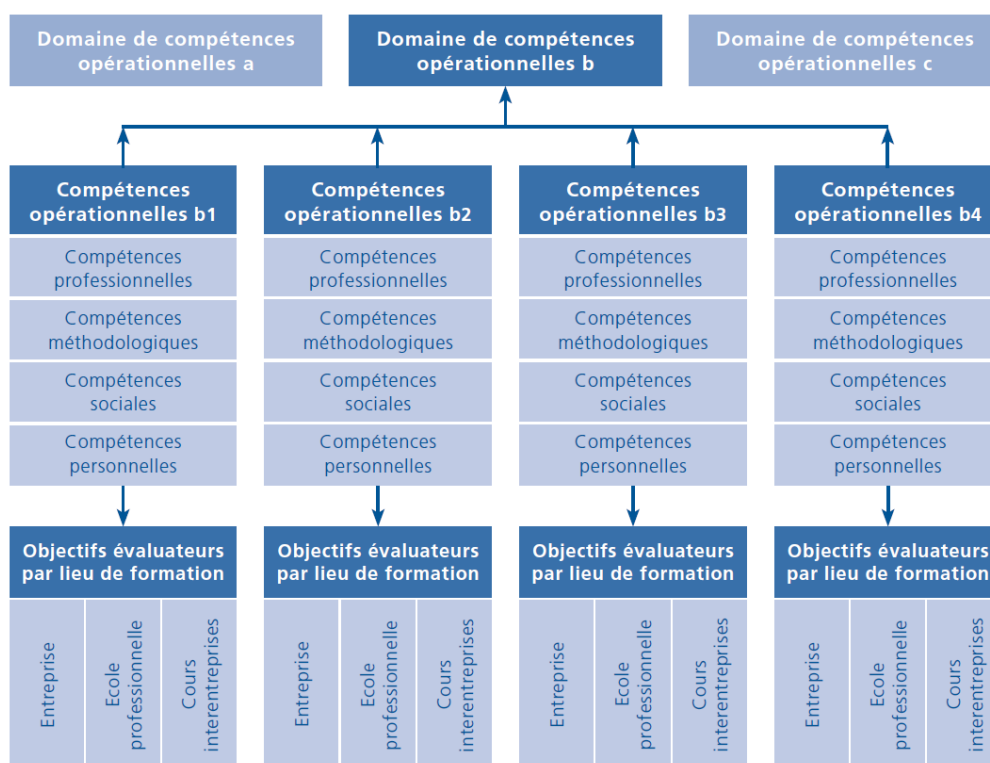 Domaine de compétences
opérationnelles a
Domaine de compétences
opérationnelles b
Domaine de compétences
opérationnelles c
Compétences
opérationnelles b1
Compétences
professionnelles
Compétences
méthodologiques
Compétences
sociales
Compétences
personnelles
Objectifs évaluateurs
par lieu de formation
Entreprise
Ecole
professionnelle
Cours
interentreprises
Compétences
opérationnelles b2
Compétences
professionnelles
Compétences
méthodologiques
Compétences
sociales
Compétences
personnelles
Objectifs évaluateurs
par lieu de formation
Entreprise
Ecole
professionnelle
Cours
interentreprises
Compétences
opérationnelles b3
Compétences
professionnelles
Compétences
méthodologiques
Compétences
sociales
Compétences
personnelles
Objectifs évaluateurs
par lieu de formation
Entreprise
Ecole
professionnelle
Cours
interentreprises
Compétences
opérationnelles b4
Compétences
professionnelles
Compétences
méthodologiques
Compétences
sociales
Compétences
personnelles
Objectifs évaluateurs
par lieu de formation
Entreprise
Ecole
professionnelle
Cours
interentreprises